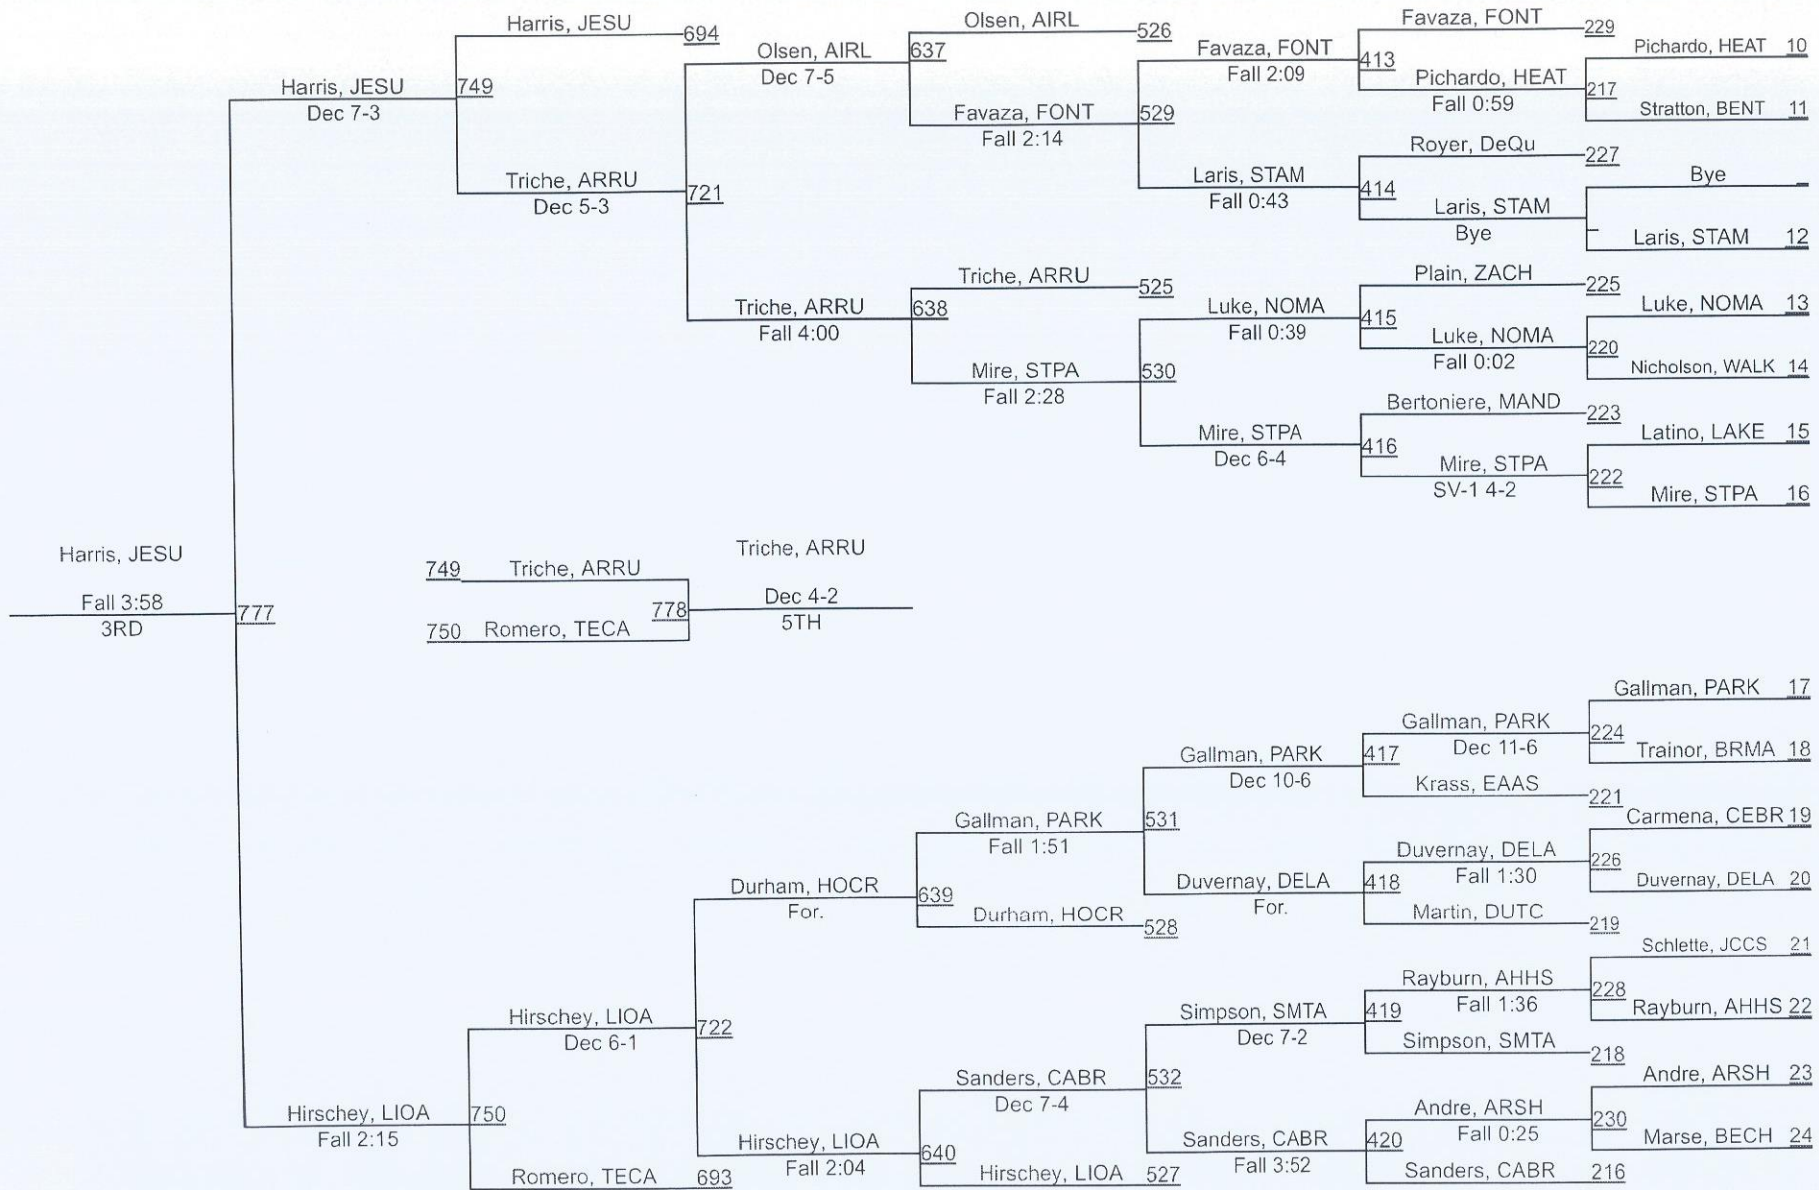 Harris, JESU
694
Olsen, AIRL
526
Favaza, FONT
229
Pichardo, HEAT 10
Olsen, AIRL
Dec 7-5
637
Favaza, FONT
Fall 2:09
413
Pichardo, HEAT
Fall 0:59
217
Stratton, BENT 11
Harris, JESU
Dec 7-3
749
Favaza, FONT
Fall 2:14
529
Royer, DeQu
227
Bye
Triche, ARRU
Dec 5-3
721
Laris, STAM
Fall 0:43
414
Laris, STAM
Bye
Laris, STAM 12
Triche, ARRU
525
Plain, ZACH
225
Luke, NOMA 13
Triche, ARRU
Fall 4:00
638
Luke, NOMA
Fall 0:39
415
Luke, NOMA
Fall 0:02
220
Nicholson, WALK 14
Mire, STPA
Fall 2:28
530
Bertoniere, MAND
223
Latino, LAKE 15
Mire, STPA
Dec 6-4
416
Mire, STPA
SV-1 4-2
222
Mire, STPA 16
Harris, JESU
Fall 3:58
3RD
777
749 Triche, ARRU
750 Romero, TECA
778
Triche, ARRU
Dec 4-2
5TH
Gallman, PARK 17
Gallman, PARK
Dec 11-6
224
Trainor, BRMA 18
Gallman, PARK
Dec 10-6
417
Krass, EAAS
221
Carmena, CEBR 19
Gallman, PARK
Fall 1:51
531
Duvernay, DELA
Fall 1:30
226
Duvernay, DELA 20
Durham, HOCR
For.
639
Durham, HOCR
528
Duvernay, DELA
For.
418
Martin, DUTC
219
Schlette, JCCS 21
Rayburn, AHHS
Fall 1:36
228
Rayburn, AHHS 22
Hirschey, LIOA
Dec 6-1
722
Simpson, SMTA
Dec 7-2
419
Simpson, SMTA
218
Andre, ARSH 23
Sanders, CABR
Dec 7-4
532
Andre, ARSH
Fall 0:25
230
Marse, BECH 24
Hirschey, LIOA
Fall 2:15
750
Hirschey, LIOA
Fall 2:04
640
Sanders, CABR
Fall 3:52
420
Sanders, CABR
216
Romero, TECA
693
Hirschey, LIOA
527